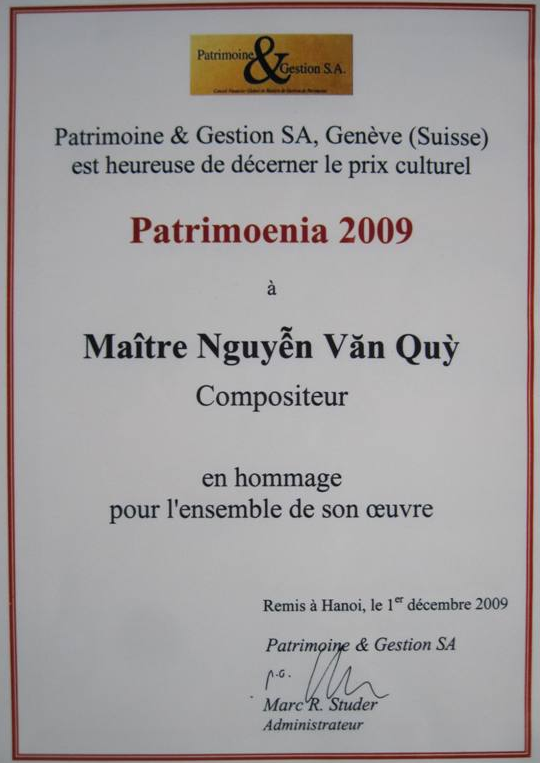 Patrimoine & Gestion S.A.
Patrimoine & Gestion SA, Genève (Suisse)
est heureuse de décerner le prix culturel
Patrimoenia 2009
à
Maître Nguyễn Văn Quỳ
Compositeur
en hommage
pour l'ensemble de son œuvre
Remis à Hanoi, le 1er décembre 2009
Patrimoine & Gestion SA
p.o.
Marc R. Studer
Administrateur